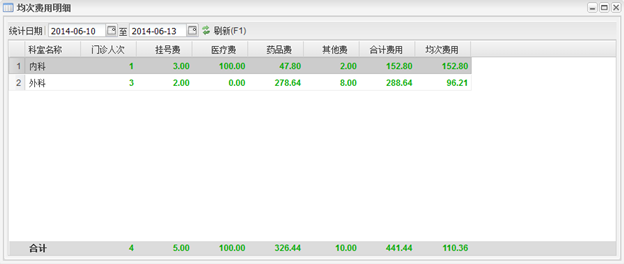 均次费用明细
统计日期 2014-06-10 至 2014-06-13 刷新(F1)
科室名称 门诊人次 挂号费 医疗费 药品费 其他费 合计费用 均次费用
1 内科 1 3.00 100.00 47.80 2.00 152.80 152.80
2 外科 3 2.00 0.00 278.64 8.00 288.64 96.21
合计 4 5.00 100.00 326.44 10.00 441.44 110.36